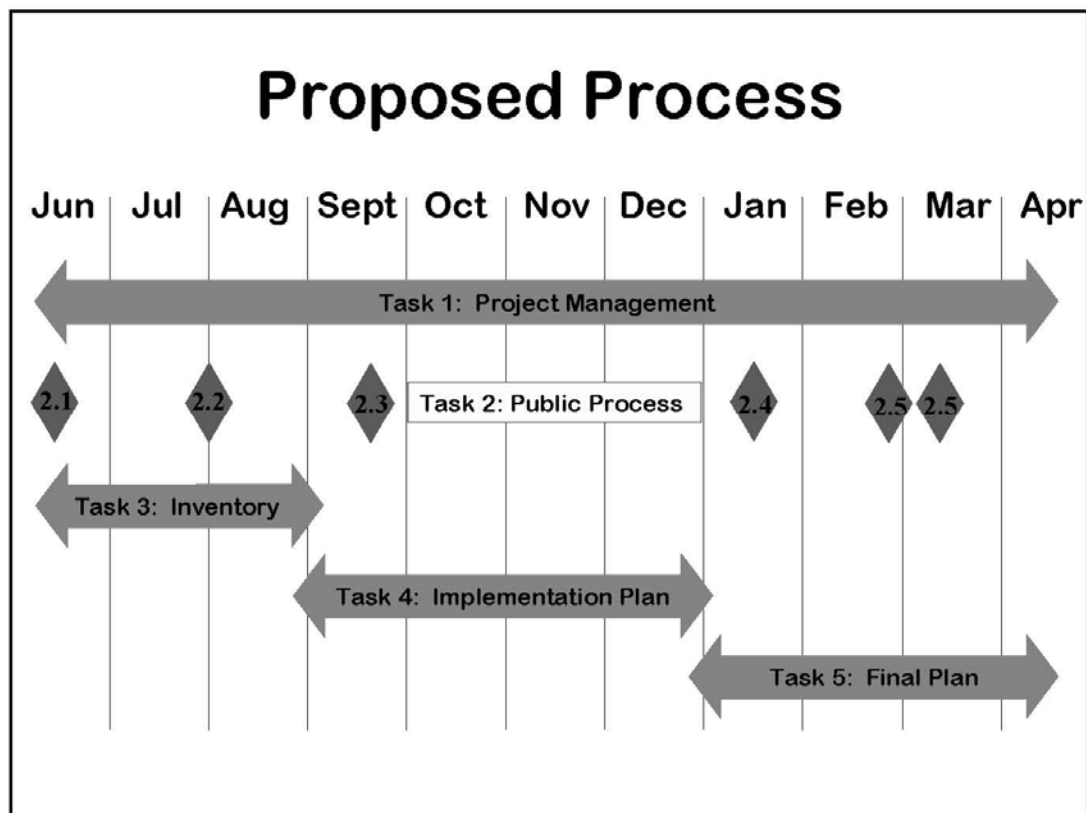 Proposed Process
Jun Jul Aug Sept Oct Nov Dec Jan Feb Mar Apr
Task 1: Project Management
2.1 2.2 2.3 Task 2: Public Process 2.4 2.5 2.5
Task 3: Inventory
Task 4: Implementation Plan
Task 5: Final Plan